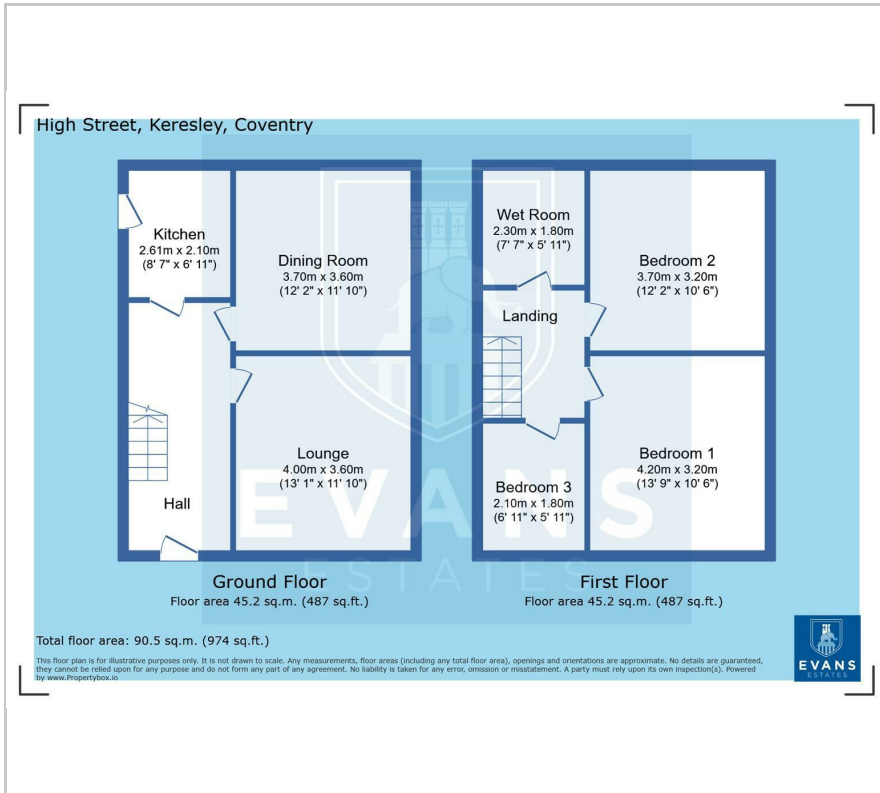 High Street, Keresley, Coventry
Kitchen
2.61m x 2.10m
(8' 7" x 6' 11")
Dining Room
3.70m x 3.60m
(12' 2" x 11' 10")
Lounge
4.00m x 3.60m
(13' 1" x 11' 10")
Hall
Ground Floor
Floor area 45.2 sq.m. (487 sq.ft.)
Wet Room
2.30m x 1.80m
(7' 7" x 5' 11")
Bedroom 2
3.70m x 3.20m
(12' 2" x 10' 6")
Landing
Bedroom 1
4.20m x 3.20m
(13' 9" x 10' 6")
Bedroom 3
2.10m x 1.80m
(6' 11" x 5' 11")
First Floor
Floor area 45.2 sq.m. (487 sq.ft.)
EVANS
ESTATES
Total floor area: 90.5 sq.m. (974 sq.ft.)
This floor plan is for illustrative purposes only. It is not drawn to scale. Any measurements, floor areas (including any total floor area), openings and orientations are approximate. No details are guaranteed,
they cannot be relied upon for any purpose and do not form any part of any agreement. No liability is taken for any error, omission or misstatement. A party must rely upon its own inspection(s). Powered
by www.Propertybox.io
EVANS
ESTATES